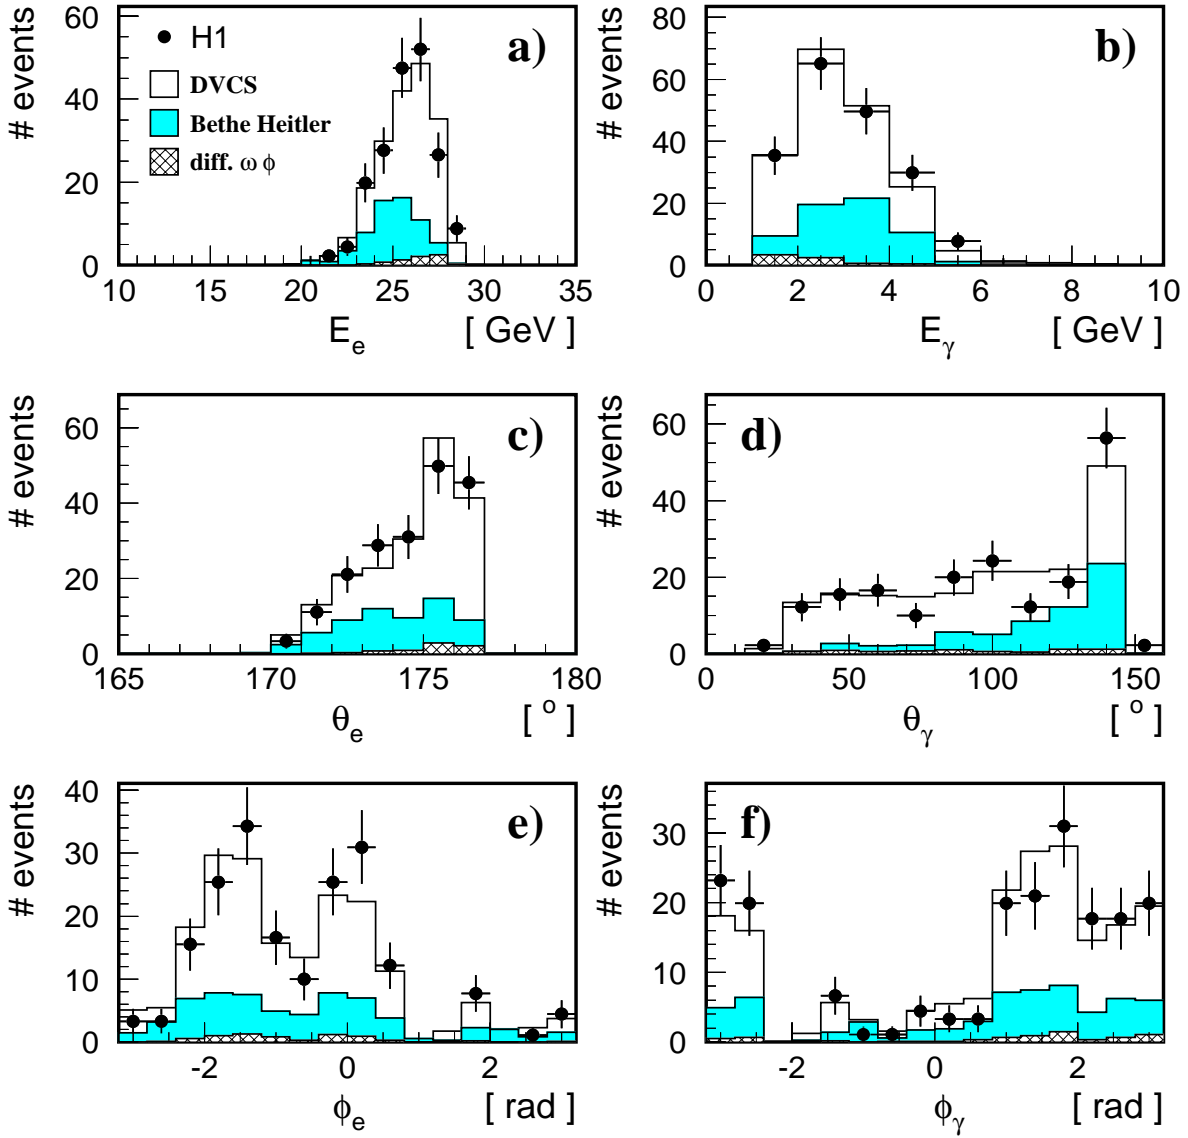 # events
60
40
20
0
a)
H1
DVCS
Bethe Heitler
diff. ω ϕ
10 15 20 25 30 35
E_e [ GeV ]
# events
80
60
40
20
0
b)
0 2 4 6 8 10
E_γ [ GeV ]
# events
60
40
20
0
c)
165 170 175 180
θ_e [ ° ]
# events
60
40
20
0
d)
0 50 100 150
θ_γ [ ° ]
# events
40
30
20
10
0
e)
-2 0 2
ϕ_e [ rad ]
# events
30
20
10
0
f)
-2 0 2
ϕ_γ [ rad ]